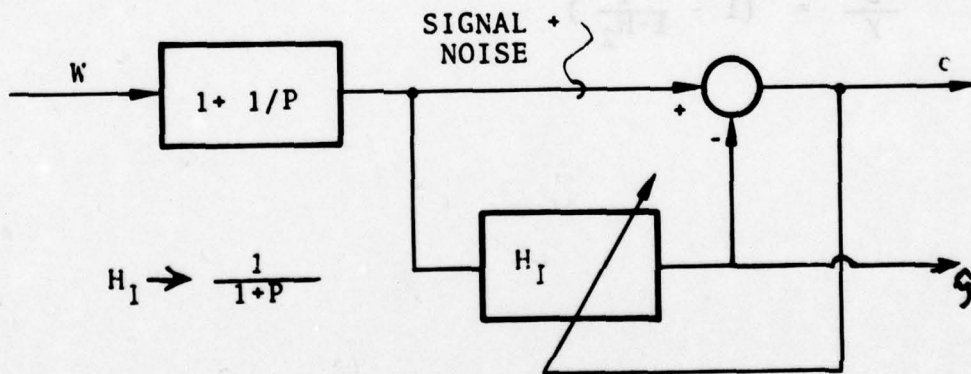 SIGNAL +
NOISE
W
1+ 1/P
+
-
H_I
H_I → 1/(1+P)